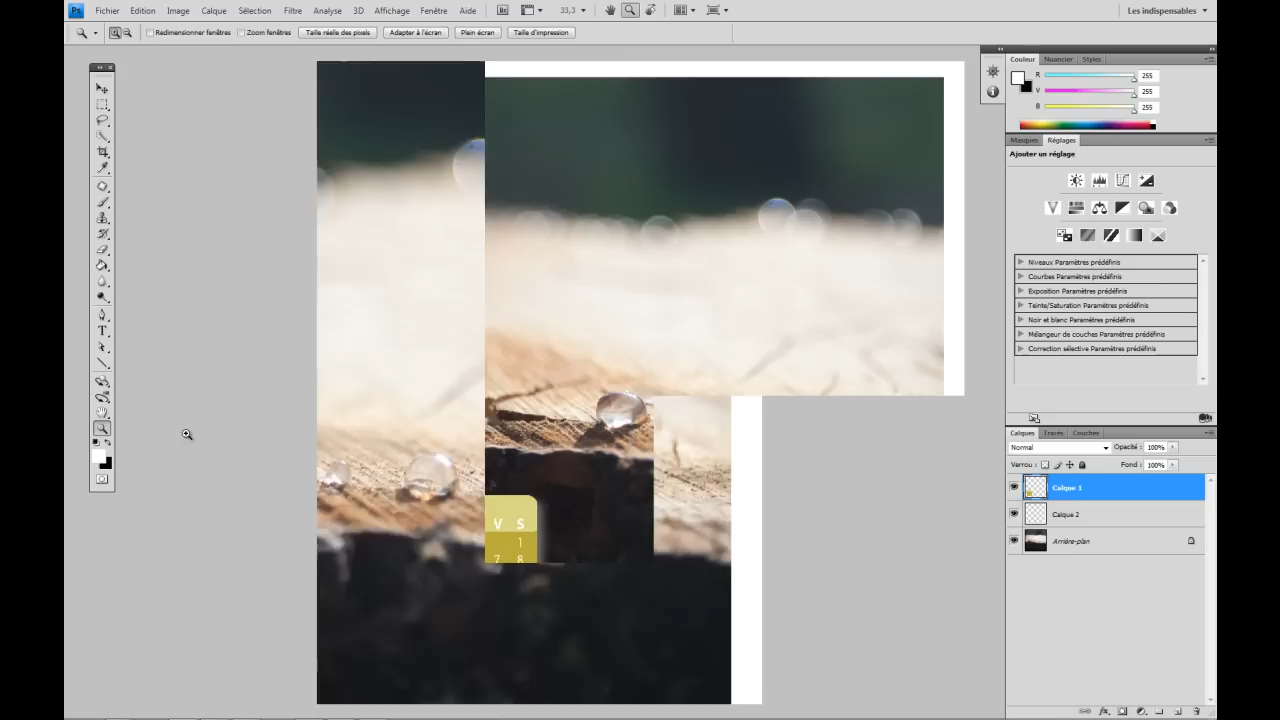 Ps Fichier Edition Image Calque Sélection Filtre Analyse 3D Affichage Fenêtre Aide Br 33,3 Les indispensables
Redimensionner fenêtres Zoom fenêtres Taille réelle des pixels Adapter à l'écran Plein écran Taille d'impression
Couleur Nuancier Styles
R 255
V 255
B 255
Masques Réglages
Ajouter un réglage
Niveaux Paramètres prédéfinis
Courbes Paramètres prédéfinis
Exposition Paramètres prédéfinis
Teinte/Saturation Paramètres prédéfinis
Noir et blanc Paramètres prédéfinis
Mélangeur de couches Paramètres prédéfinis
Correction sélective Paramètres prédéfinis
Calques Tracés Couches
Normal Opacité : 100%
Verrou : Fond : 100%
Calque 1
Calque 2
Arrière-plan
V S
1
7 8